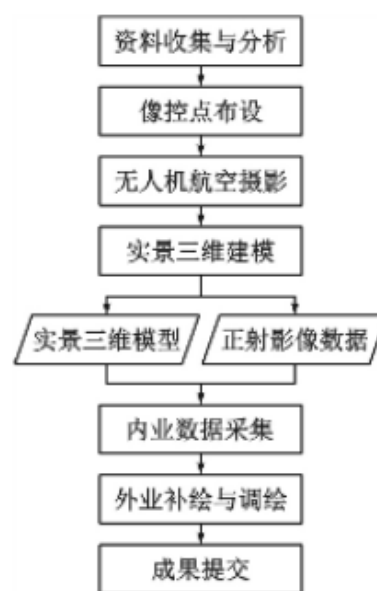 资料收集与分析
像控点布设
无人机航空摄影
实景三维建模
实景三维模型
正射影像数据
内业数据采集
外业补绘与调绘
成果提交